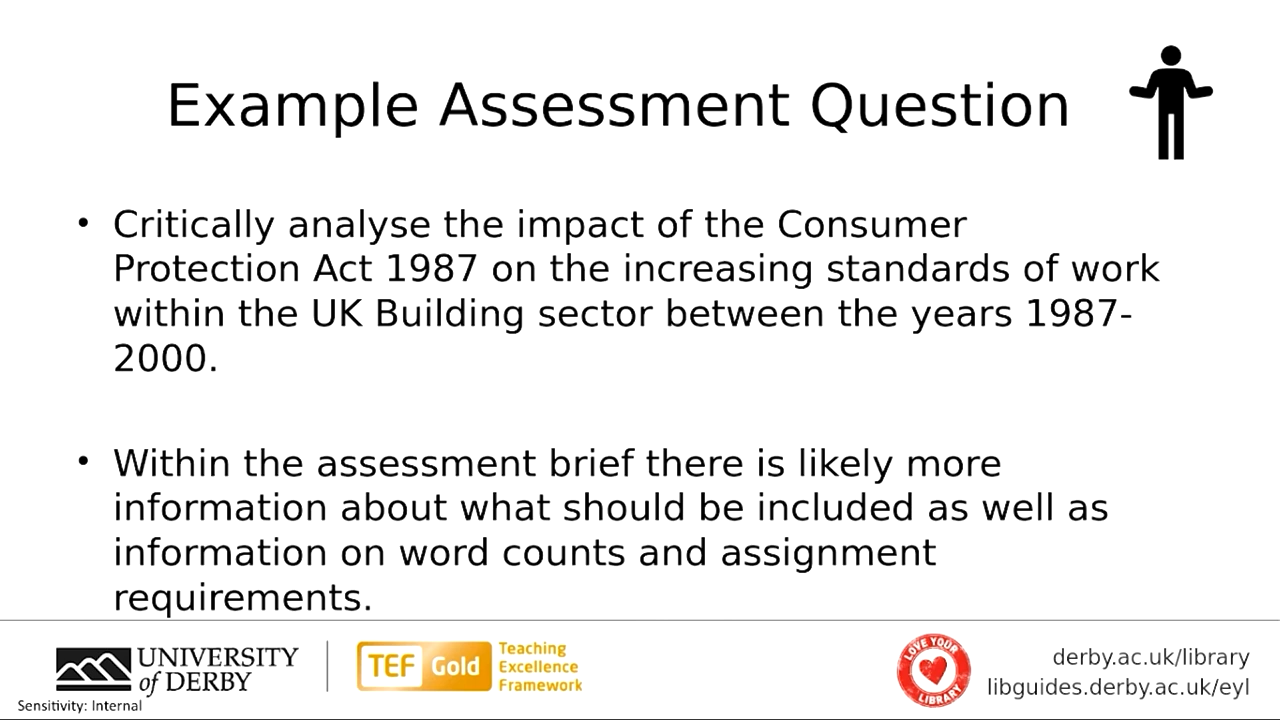 Example Assessment Question
• Critically analyse the impact of the Consumer
Protection Act 1987 on the increasing standards of work
within the UK Building sector between the years 1987-
2000.
• Within the assessment brief there is likely more
information about what should be included as well as
information on word counts and assignment
requirements.
UNIVERSITY
of DERBY
TEF Gold
Teaching
Excellence
Framework
LOVE YOUR
LIBRARY
derby.ac.uk/library
libguides.derby.ac.uk/eyl
Sensitivity: Internal